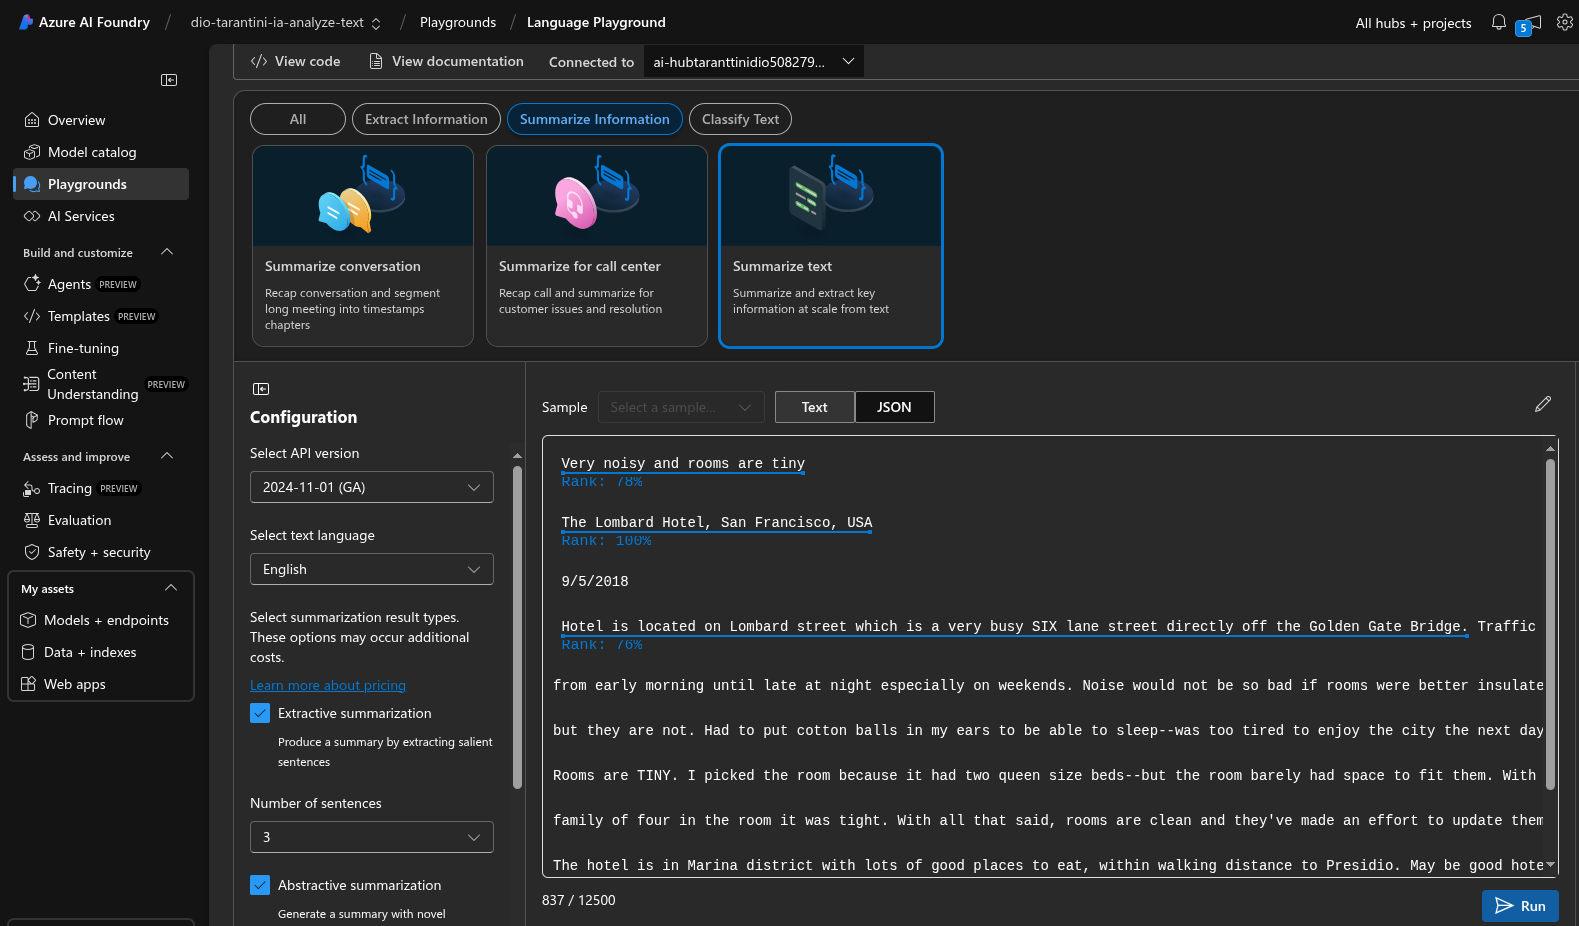 Azure AI Foundry / dio-tarantini-ia-analyze-text / Playgrounds / Language Playground
All hubs + projects
5
View code
View documentation
Connected to
ai-hubtaranttinidio508279...
Overview
Model catalog
Playgrounds
AI Services
Build and customize
Agents PREVIEW
Templates PREVIEW
Fine-tuning
Content
Understanding PREVIEW
Prompt flow
Assess and improve
Tracing PREVIEW
Evaluation
Safety + security
My assets
Models + endpoints
Data + indexes
Web apps
All
Extract Information
Summarize Information
Classify Text
Summarize conversation
Recap conversation and segment
long meeting into timestamps
chapters
Summarize for call center
Recap call and summarize for
customer issues and resolution
Summarize text
Summarize and extract key
information at scale from text
Configuration
Select API version
2024-11-01 (GA)
Select text language
English
Select summarization result types.
These options may occur additional
costs.
Learn more about pricing
Extractive summarization
Produce a summary by extracting salient
sentences
Number of sentences
3
Abstractive summarization
Generate a summary with novel
Sample
Select a sample...
Text
JSON
Very noisy and rooms are tiny
Rank: 78%
The Lombard Hotel, San Francisco, USA
Rank: 100%
9/5/2018
Hotel is located on Lombard street which is a very busy SIX lane street directly off the Golden Gate Bridge. Traffic
Rank: 76%
from early morning until late at night especially on weekends. Noise would not be so bad if rooms were better insulate
but they are not. Had to put cotton balls in my ears to be able to sleep--was too tired to enjoy the city the next day
Rooms are TINY. I picked the room because it had two queen size beds--but the room barely had space to fit them. With
family of four in the room it was tight. With all that said, rooms are clean and they've made an effort to update them
The hotel is in Marina district with lots of good places to eat, within walking distance to Presidio. May be good hote
837 / 12500
Run